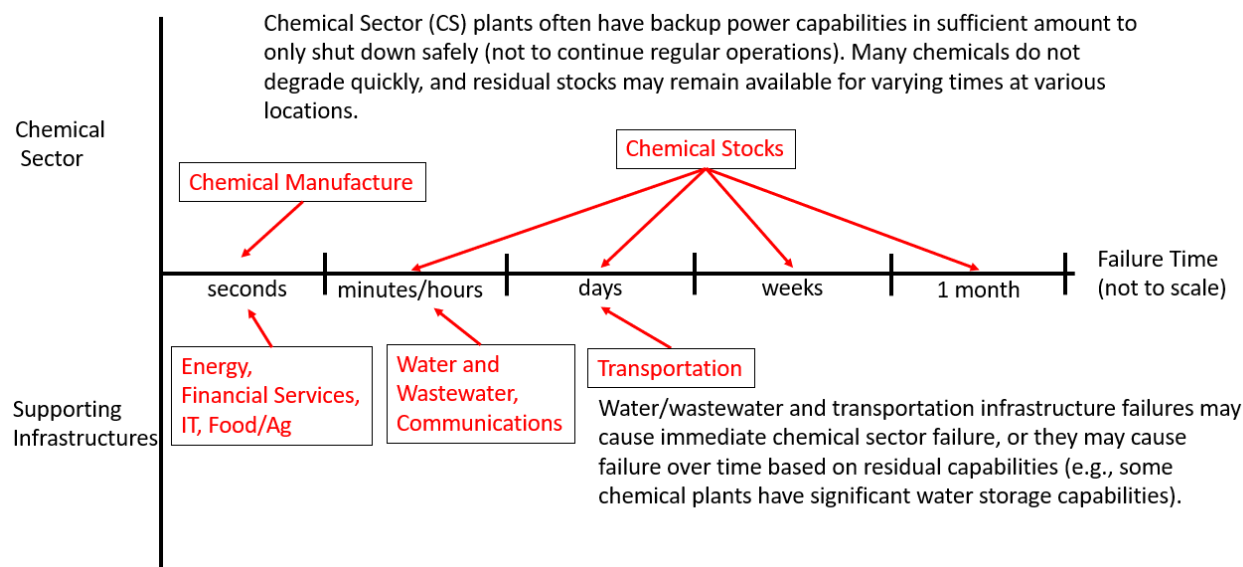 Chemical Sector (CS) plants often have backup power capabilities in sufficient amount to
only shut down safely (not to continue regular operations). Many chemicals do not
degrade quickly, and residual stocks may remain available for varying times at various
locations.
Chemical
Sector
Chemical Stocks
Chemical Manufacture
Failure Time
(not to scale)
seconds
minutes/hours
days
weeks
1 month
Energy,
Financial Services,
IT, Food/Ag
Water and
Wastewater,
Communications
Transportation
Supporting
Infrastructures
Water/wastewater and transportation infrastructure failures may
cause immediate chemical sector failure, or they may cause
failure over time based on residual capabilities (e.g., some
chemical plants have significant water storage capabilities).